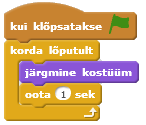 kui klõpsatakse
korda lõputult
järgmine kostüüm
oota 1 sek